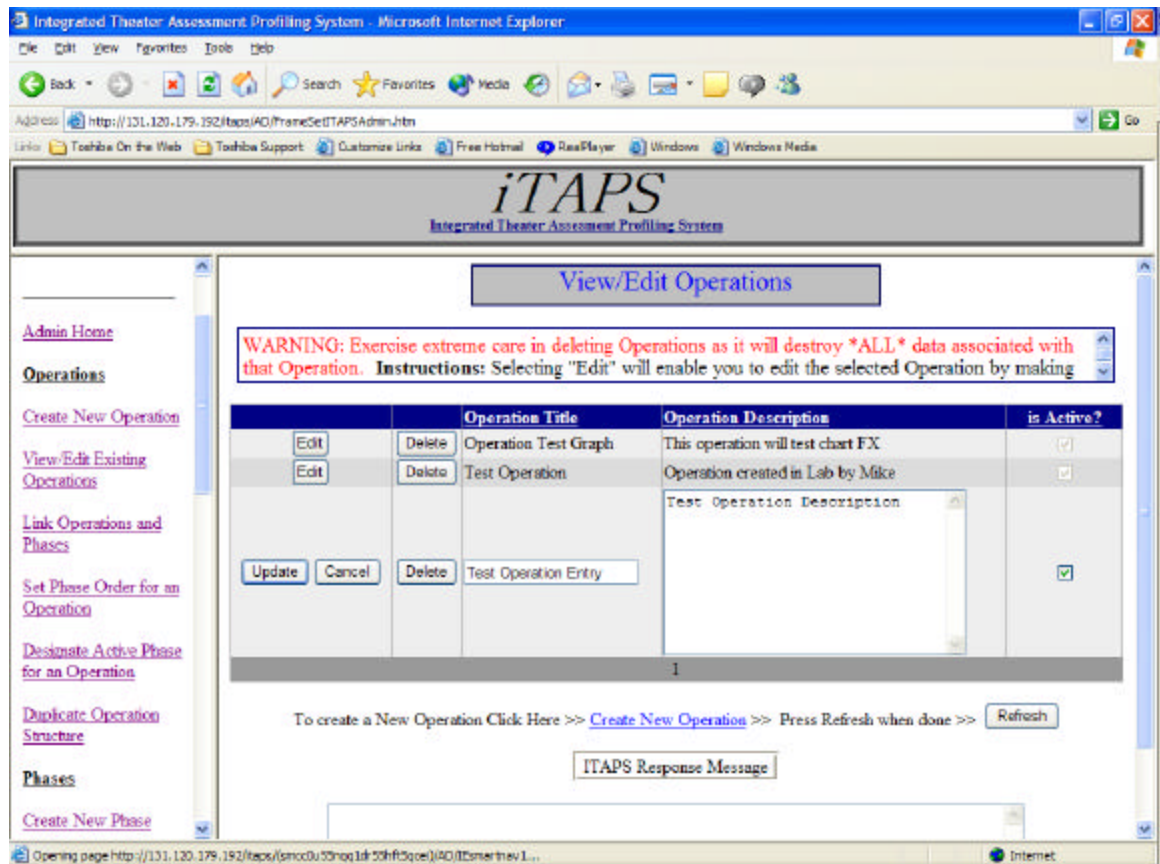 Integrated Theater Assessment Profiling System - Microsoft Internet Explorer
File Edit View Favorites Tools Help
Back Search Favorites Media
Address http://131.120.179.192/itaps/AO/FrameSetITAPSAdmin.htm Go
Links Toshiba On the Web Toshiba Support Customize Links Free Hotmail RealPlayer Windows Windows Media
iTAPS
Integrated Theater Assessment Profiling System
View/Edit Operations
WARNING: Exercise extreme care in deleting Operations as it will destroy *ALL* data associated with
that Operation. Instructions: Selecting "Edit" will enable you to edit the selected Operation by making
Admin Home
Operations
Create New Operation
View/Edit Existing
Operations
Link Operations and
Phases
Set Phase Order for an
Operation
Designate Active Phase
for an Operation
Duplicate Operation
Structure
Phases
Create New Phase
Operation Title Operation Description is Active?
Edit Delete Operation Test Graph This operation will test chart FX
Edit Delete Test Operation Operation created in Lab by Mike
Test Operation Description
Update Cancel Delete Test Operation Entry
1
To create a New Operation Click Here >> Create New Operation >> Press Refresh when done >> Refresh
ITAPS Response Message
Opening page http://131.120.179.192/itaps/
Internet